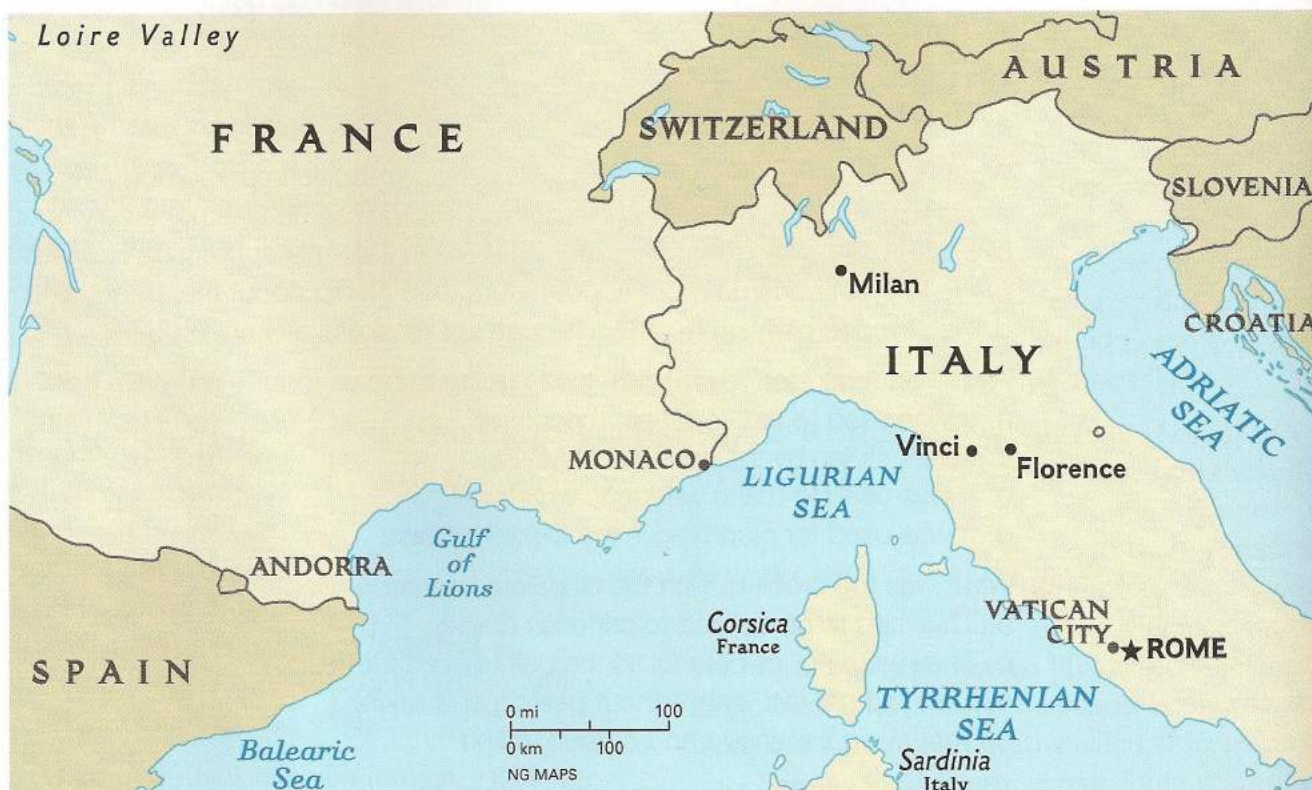 Loire Valley
AUSTRIA
FRANCE
SWITZERLAND
SLOVENIA
Milan
CROATIA
ITALY
ADRIATIC
SEA
Vinci
Florence
MONACO
LIGURIAN
SEA
Gulf
of
Lions
ANDORRA
Corsica
France
VATICAN
CITY
ROME
SPAIN
TYRRHENIAN
SEA
0 mi 100
0 km 100
NG MAPS
Balearic
Sea
Sardinia
Italy